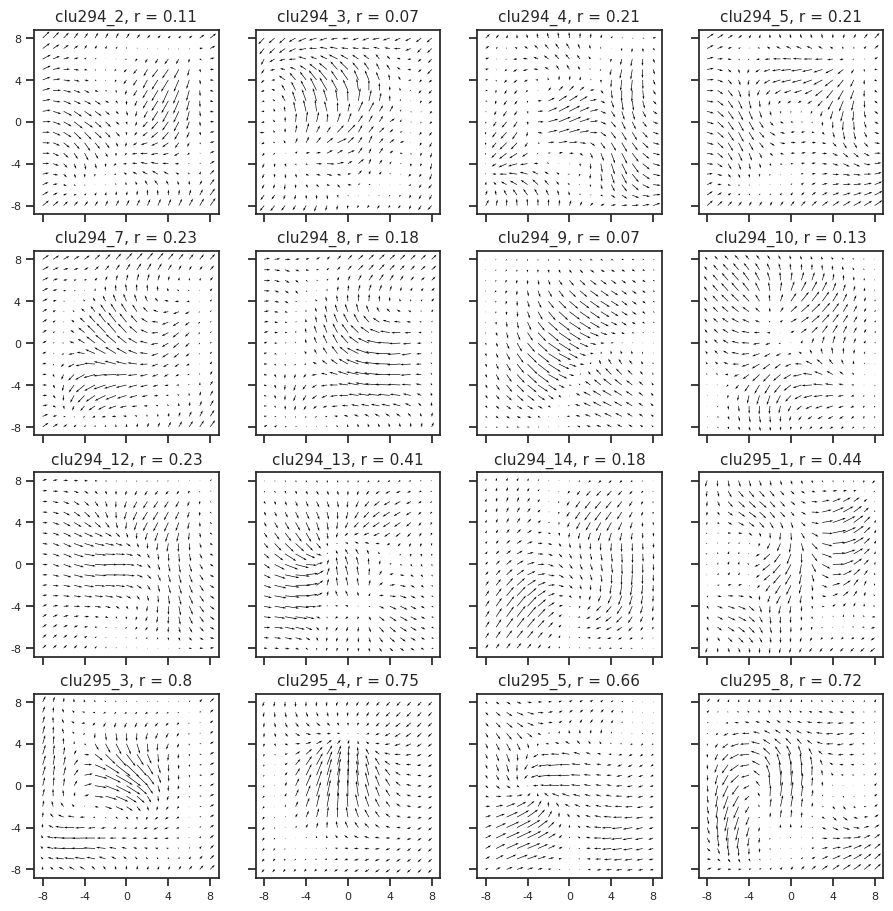 clu294_2, r = 0.11
clu294_3, r = 0.07
clu294_4, r = 0.21
clu294_5, r = 0.21
8
4
0
-4
-8
clu294_7, r = 0.23
clu294_8, r = 0.18
clu294_9, r = 0.07
clu294_10, r = 0.13
8
4
0
-4
-8
clu294_12, r = 0.23
clu294_13, r = 0.41
clu294_14, r = 0.18
clu295_1, r = 0.44
8
4
0
-4
-8
clu295_3, r = 0.8
clu295_4, r = 0.75
clu295_5, r = 0.66
clu295_8, r = 0.72
8
4
0
-4
-8
-8 -4 0 4 8
-8 -4 0 4 8
-8 -4 0 4 8
-8 -4 0 4 8